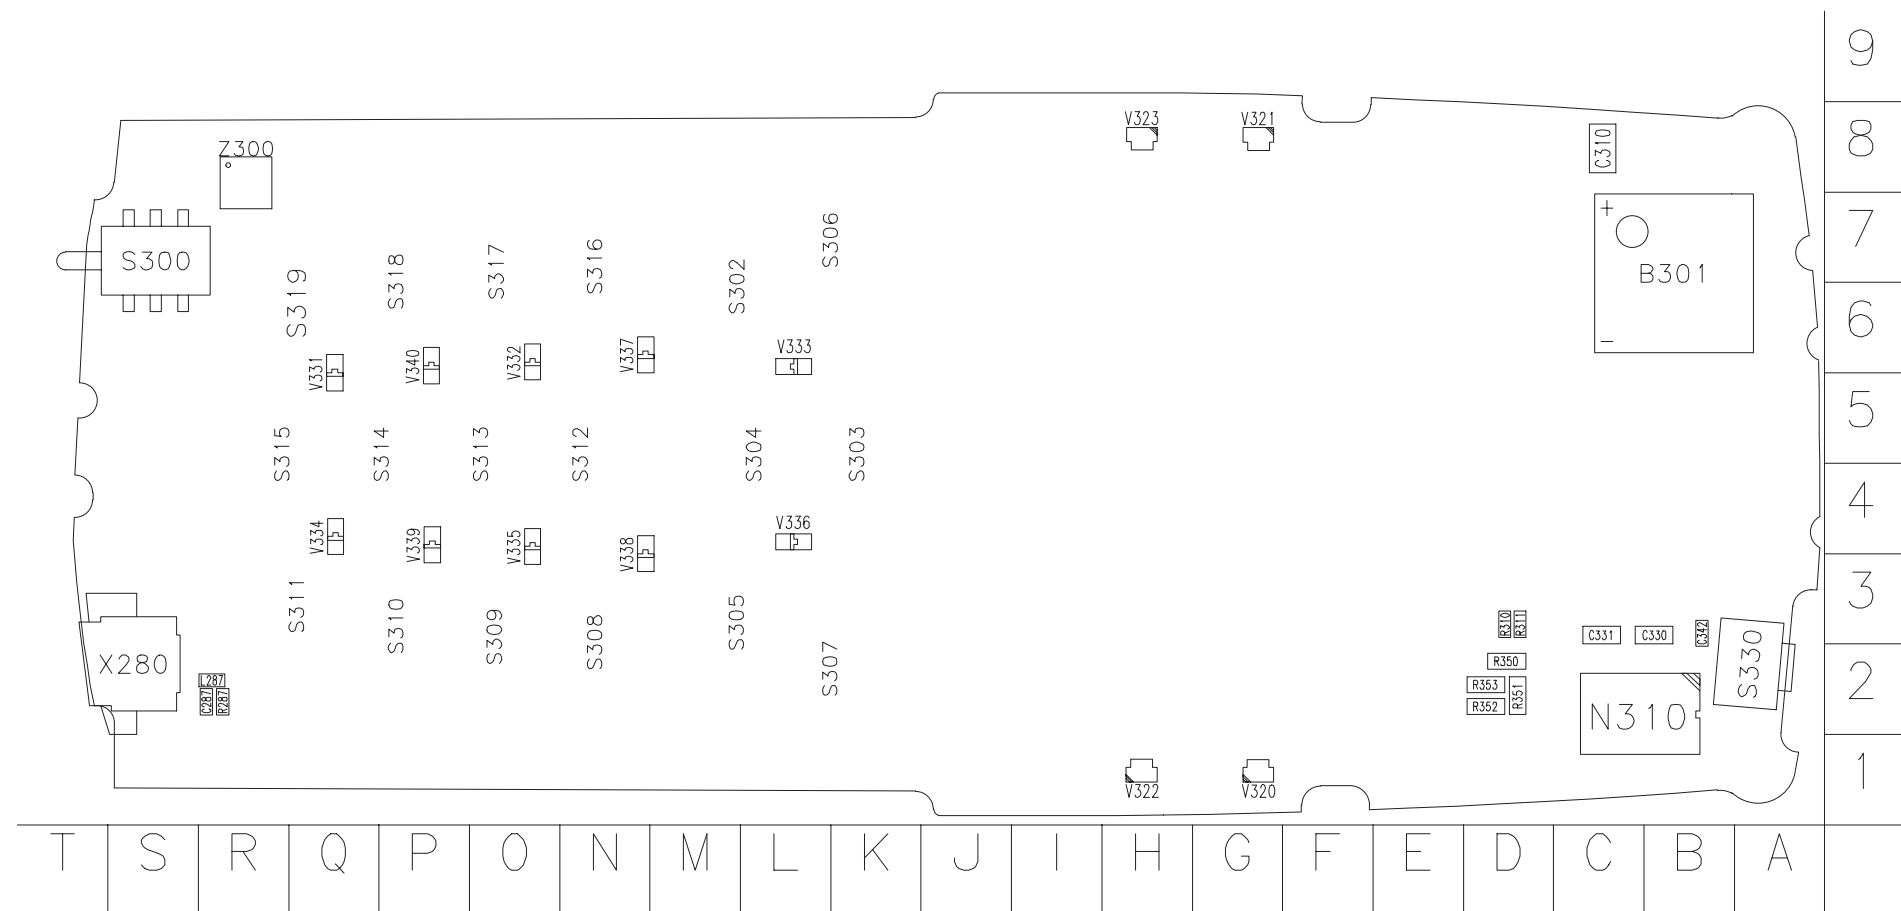 9
V323
V321
8
C310
Z300
7
S306
+
S316
S317
S318
S300
S302
B301
S319
6
V333
V337
V332
V340
V331
-
5
S315
S314
S313
S312
S304
S303
4
V336
V334
V339
V335
V338
3
S311
S310
S309
S308
S305
S307
R310
R311
C331
C330
C342
X280
R350
S330
2
L287
C287
R287
R353
R351
R352
N310
1
V322
V320
T S R Q P O N M L K J I H G F E D C B A